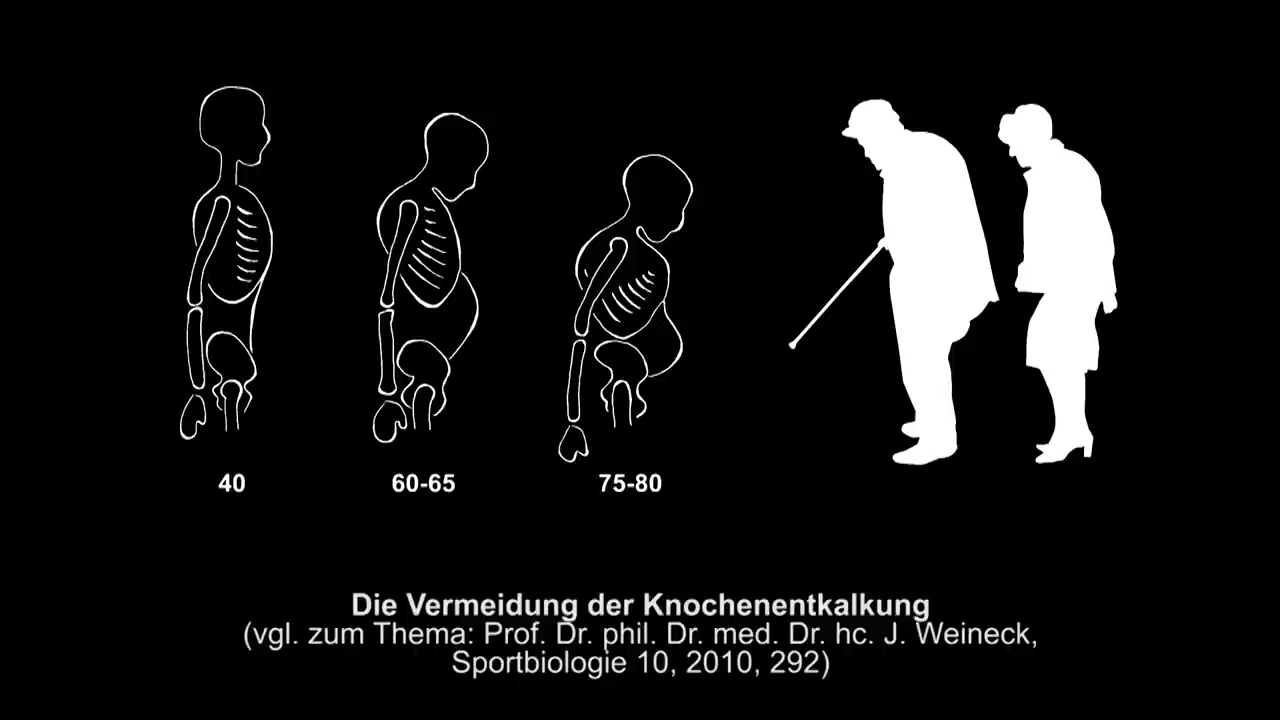 40
60-65
75-80
Die Vermeidung der Knochenentkalkung
(vgl. zum Thema: Prof. Dr. phil. Dr. med. Dr. hc. J. Weineck,
Sportbiologie 10, 2010, 292)